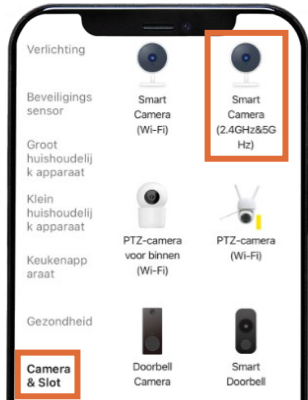 Verlichting
Beveiligings
sensor
Groot
huishoudelij
k apparaat
Klein
huishoudelij
k apparaat
Keukenapp
araat
Gezondheid
Camera
& Slot
Smart
Camera
(Wi-Fi)
Smart
Camera
(2.4GHz&5G
Hz)
PTZ-camera
voor binnen
(Wi-Fi)
PTZ-camera
(Wi-Fi)
Doorbell
Camera
Smart
Doorbell